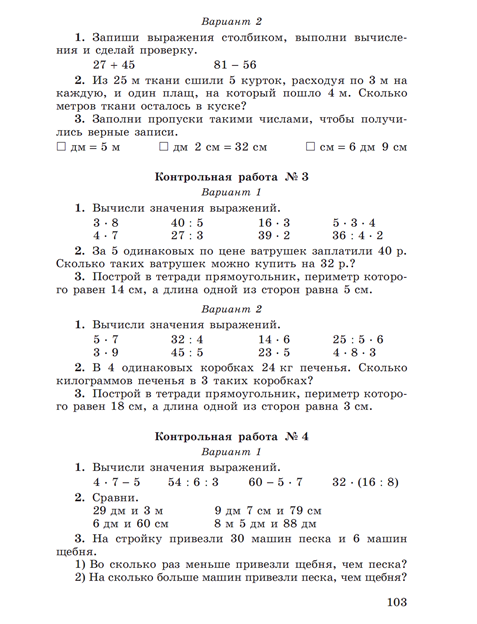 Вариант 2
1. Запиши выражения столбиком, выполни вычисле-
ния и сделай проверку.
27 + 45 81 − 56
2. Из 25 м ткани сшили 5 курток, расходуя по 3 м на
каждую, и один плащ, на который пошло 4 м. Сколько
метров ткани осталось в куске?
3. Заполни пропуски такими числами, чтобы получи-
лись верные записи.
□ дм = 5 м □ дм 2 см = 32 см □ см = 6 дм 9 см
Контрольная работа № 3
Вариант 1
1. Вычисли значения выражений.
3 · 8 40 : 5 16 · 3 5 · 3 · 4
4 · 7 27 : 3 39 · 2 36 : 4 · 2
2. За 5 одинаковых по цене ватрушек заплатили 40 р.
Сколько таких ватрушек можно купить на 32 р.?
3. Построй в тетради прямоугольник, периметр которо-
го равен 14 см, а длина одной из сторон равна 5 см.
Вариант 2
1. Вычисли значения выражений.
5 · 7 32 : 4 14 · 6 25 : 5 · 6
3 · 9 45 : 5 23 · 5 4 · 8 · 3
2. В 4 одинаковых коробках 24 кг печенья. Сколько
килограммов печенья в 3 таких коробках?
3. Построй в тетради прямоугольник, периметр которо-
го равен 18 см, а длина одной из сторон равна 3 см.
Контрольная работа № 4
Вариант 1
1. Вычисли значения выражений.
4 · 7 − 5 54 : 6 : 3 60 − 5 · 7 32 · (16 : 8)
2. Сравни.
29 дм и 3 м 9 дм 7 см и 79 см
6 дм и 60 см 8 м 5 дм и 88 дм
3. На стройку привезли 30 машин песка и 6 машин
щебня.
1) Во сколько раз меньше привезли щебня, чем песка?
2) На сколько больше машин привезли песка, чем щебня?
103